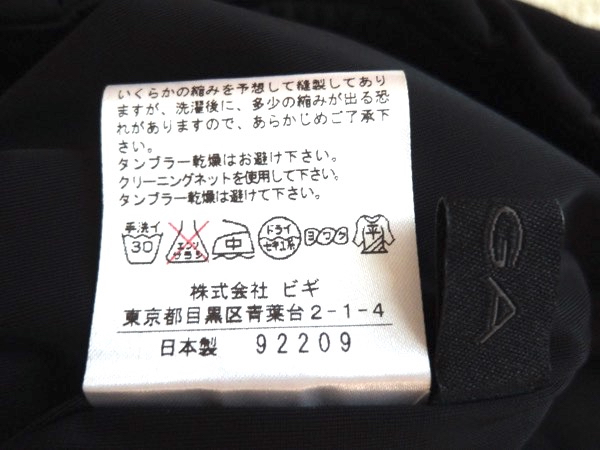 いくらかの縮みを予想して縫製してあり
ますが、洗濯後に、多少の縮みが出る恐
れがありますので、あらかじめご了承下
さい。
タンブラー乾燥はお避け下さい。
クリーニングネットを使用して下さい。
タンブラー乾燥は避けて下さい。
手洗イ 30 エンソサラシ 中 ドライ セキユ系 ヨワク 平
株式会社 ビギ
東京都目黒区青葉台2-1-4
日本製 92209
GA